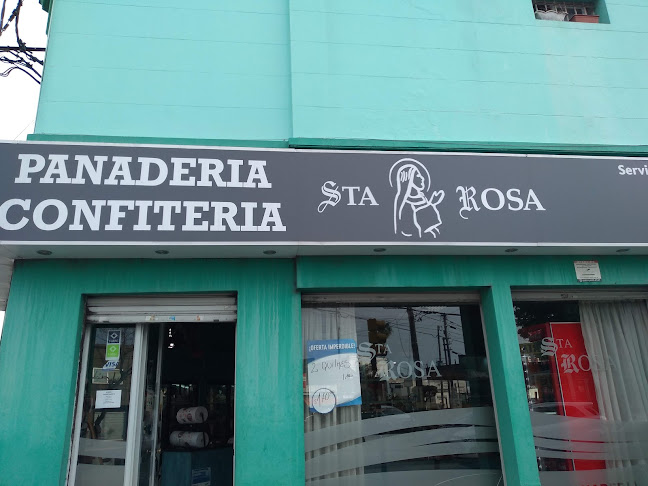 PANADERIA
CONFITERIA
STA ROSA
Servi
¡OFERTA IMPERDIBLE!
STA
ROSA
STA
ROSA